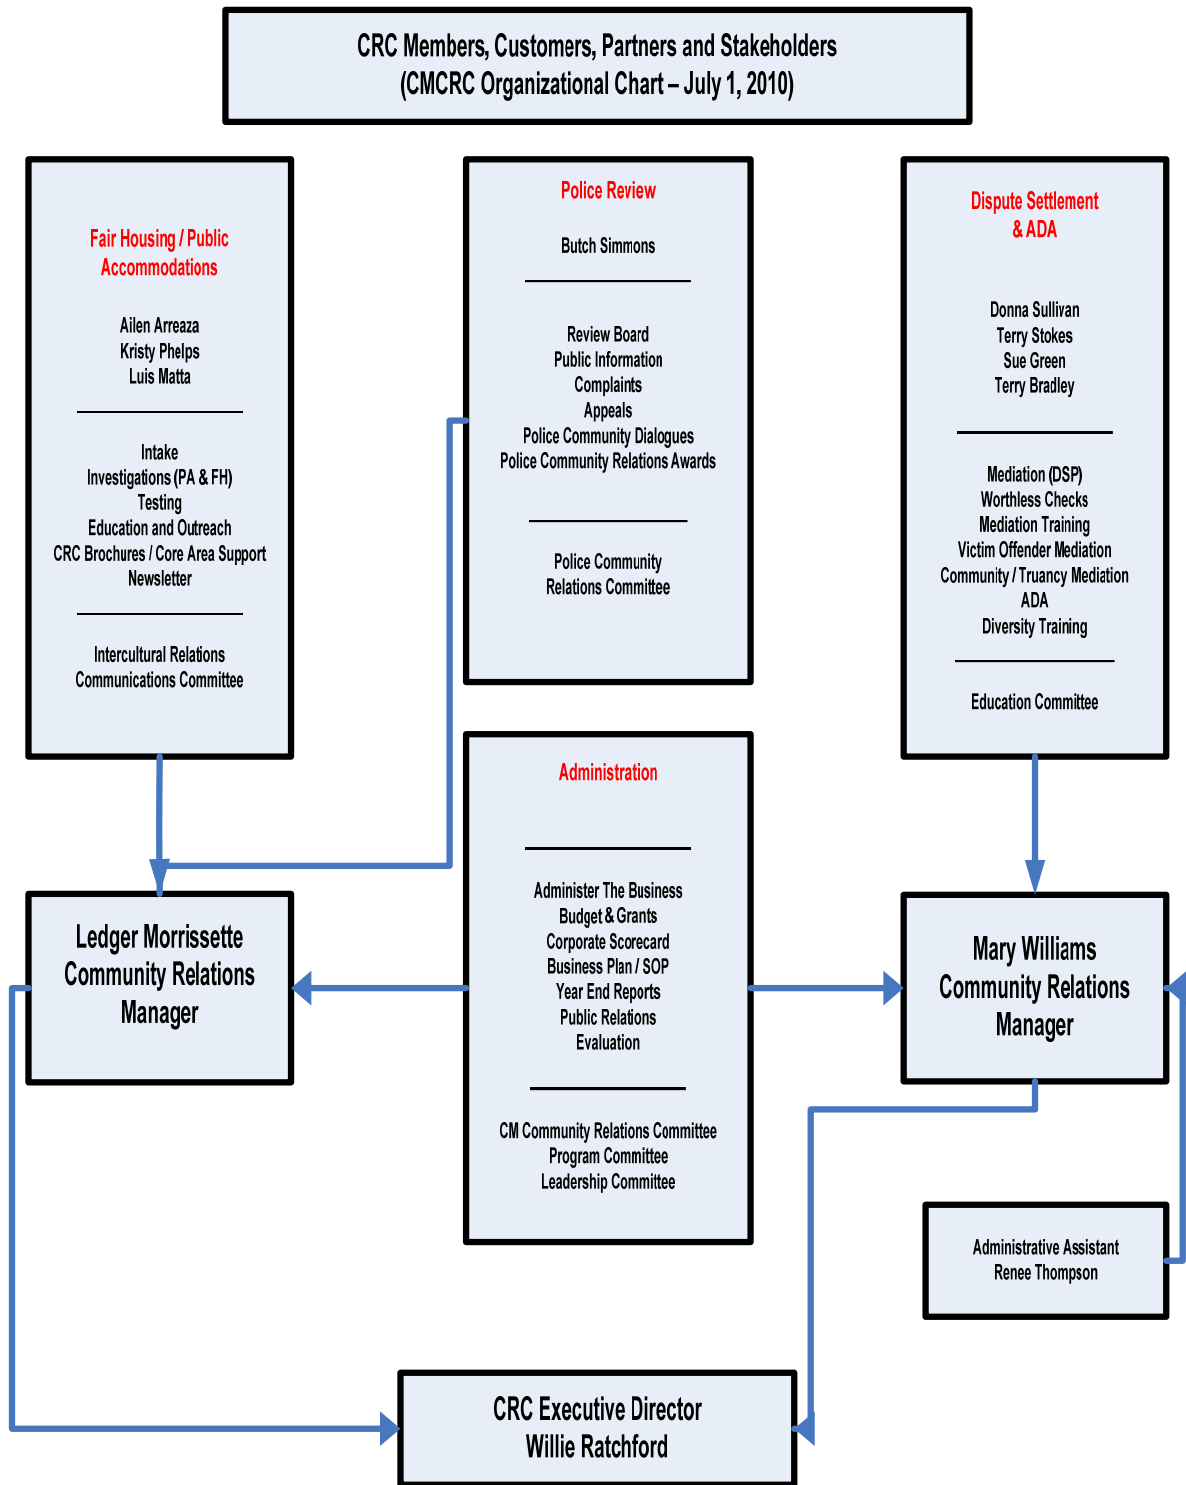 CRC Members, Customers, Partners and Stakeholders
(CMCRC Organizational Chart – July 1, 2010)
Fair Housing / Public
Accommodations
Ailen Arreaza
Kristy Phelps
Luis Matta
Intake
Investigations (PA & FH)
Testing
Education and Outreach
CRC Brochures / Core Area Support
Newsletter
Intercultural Relations
Communications Committee
Police Review
Butch Simmons
Review Board
Public Information
Complaints
Appeals
Police Community Dialogues
Police Community Relations Awards
Police Community
Relations Committee
Dispute Settlement
& ADA
Donna Sullivan
Terry Stokes
Sue Green
Terry Bradley
Mediation (DSP)
Worthless Checks
Mediation Training
Victim Offender Mediation
Community / Truancy Mediation
ADA
Diversity Training
Education Committee
Administration
Administer The Business
Budget & Grants
Corporate Scorecard
Business Plan / SOP
Year End Reports
Public Relations
Evaluation
CM Community Relations Committee
Program Committee
Leadership Committee
Ledger Morrissette
Community Relations
Manager
Mary Williams
Community Relations
Manager
Administrative Assistant
Renee Thompson
CRC Executive Director
Willie Ratchford